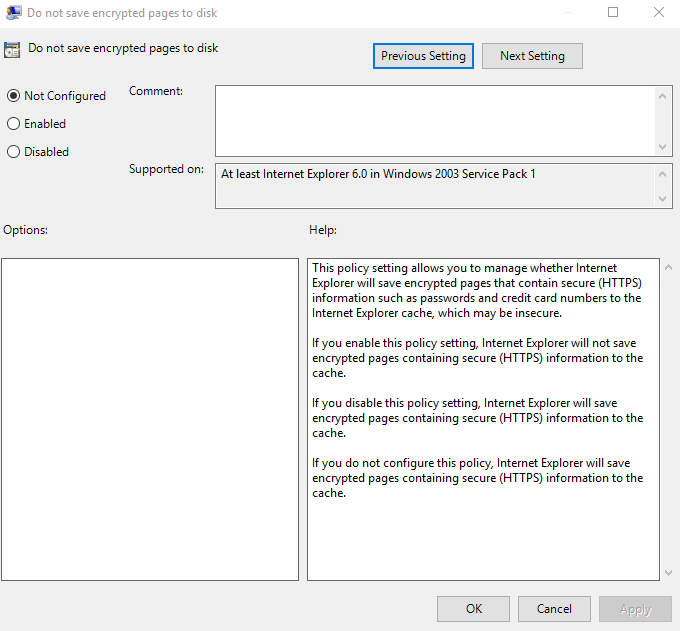 Do not save encrypted pages to disk
Do not save encrypted pages to disk
Previous Setting
Next Setting
Not Configured
Enabled
Disabled
Comment:
Supported on:
At least Internet Explorer 6.0 in Windows 2003 Service Pack 1
Options:
Help:
This policy setting allows you to manage whether Internet
Explorer will save encrypted pages that contain secure (HTTPS)
information such as passwords and credit card numbers to the
Internet Explorer cache, which may be insecure.
If you enable this policy setting, Internet Explorer will not save
encrypted pages containing secure (HTTPS) information to the
cache.
If you disable this policy setting, Internet Explorer will save
encrypted pages containing secure (HTTPS) information to the
cache.
If you do not configure this policy, Internet Explorer will save
encrypted pages containing secure (HTTPS) information to the
cache.
OK
Cancel
Apply